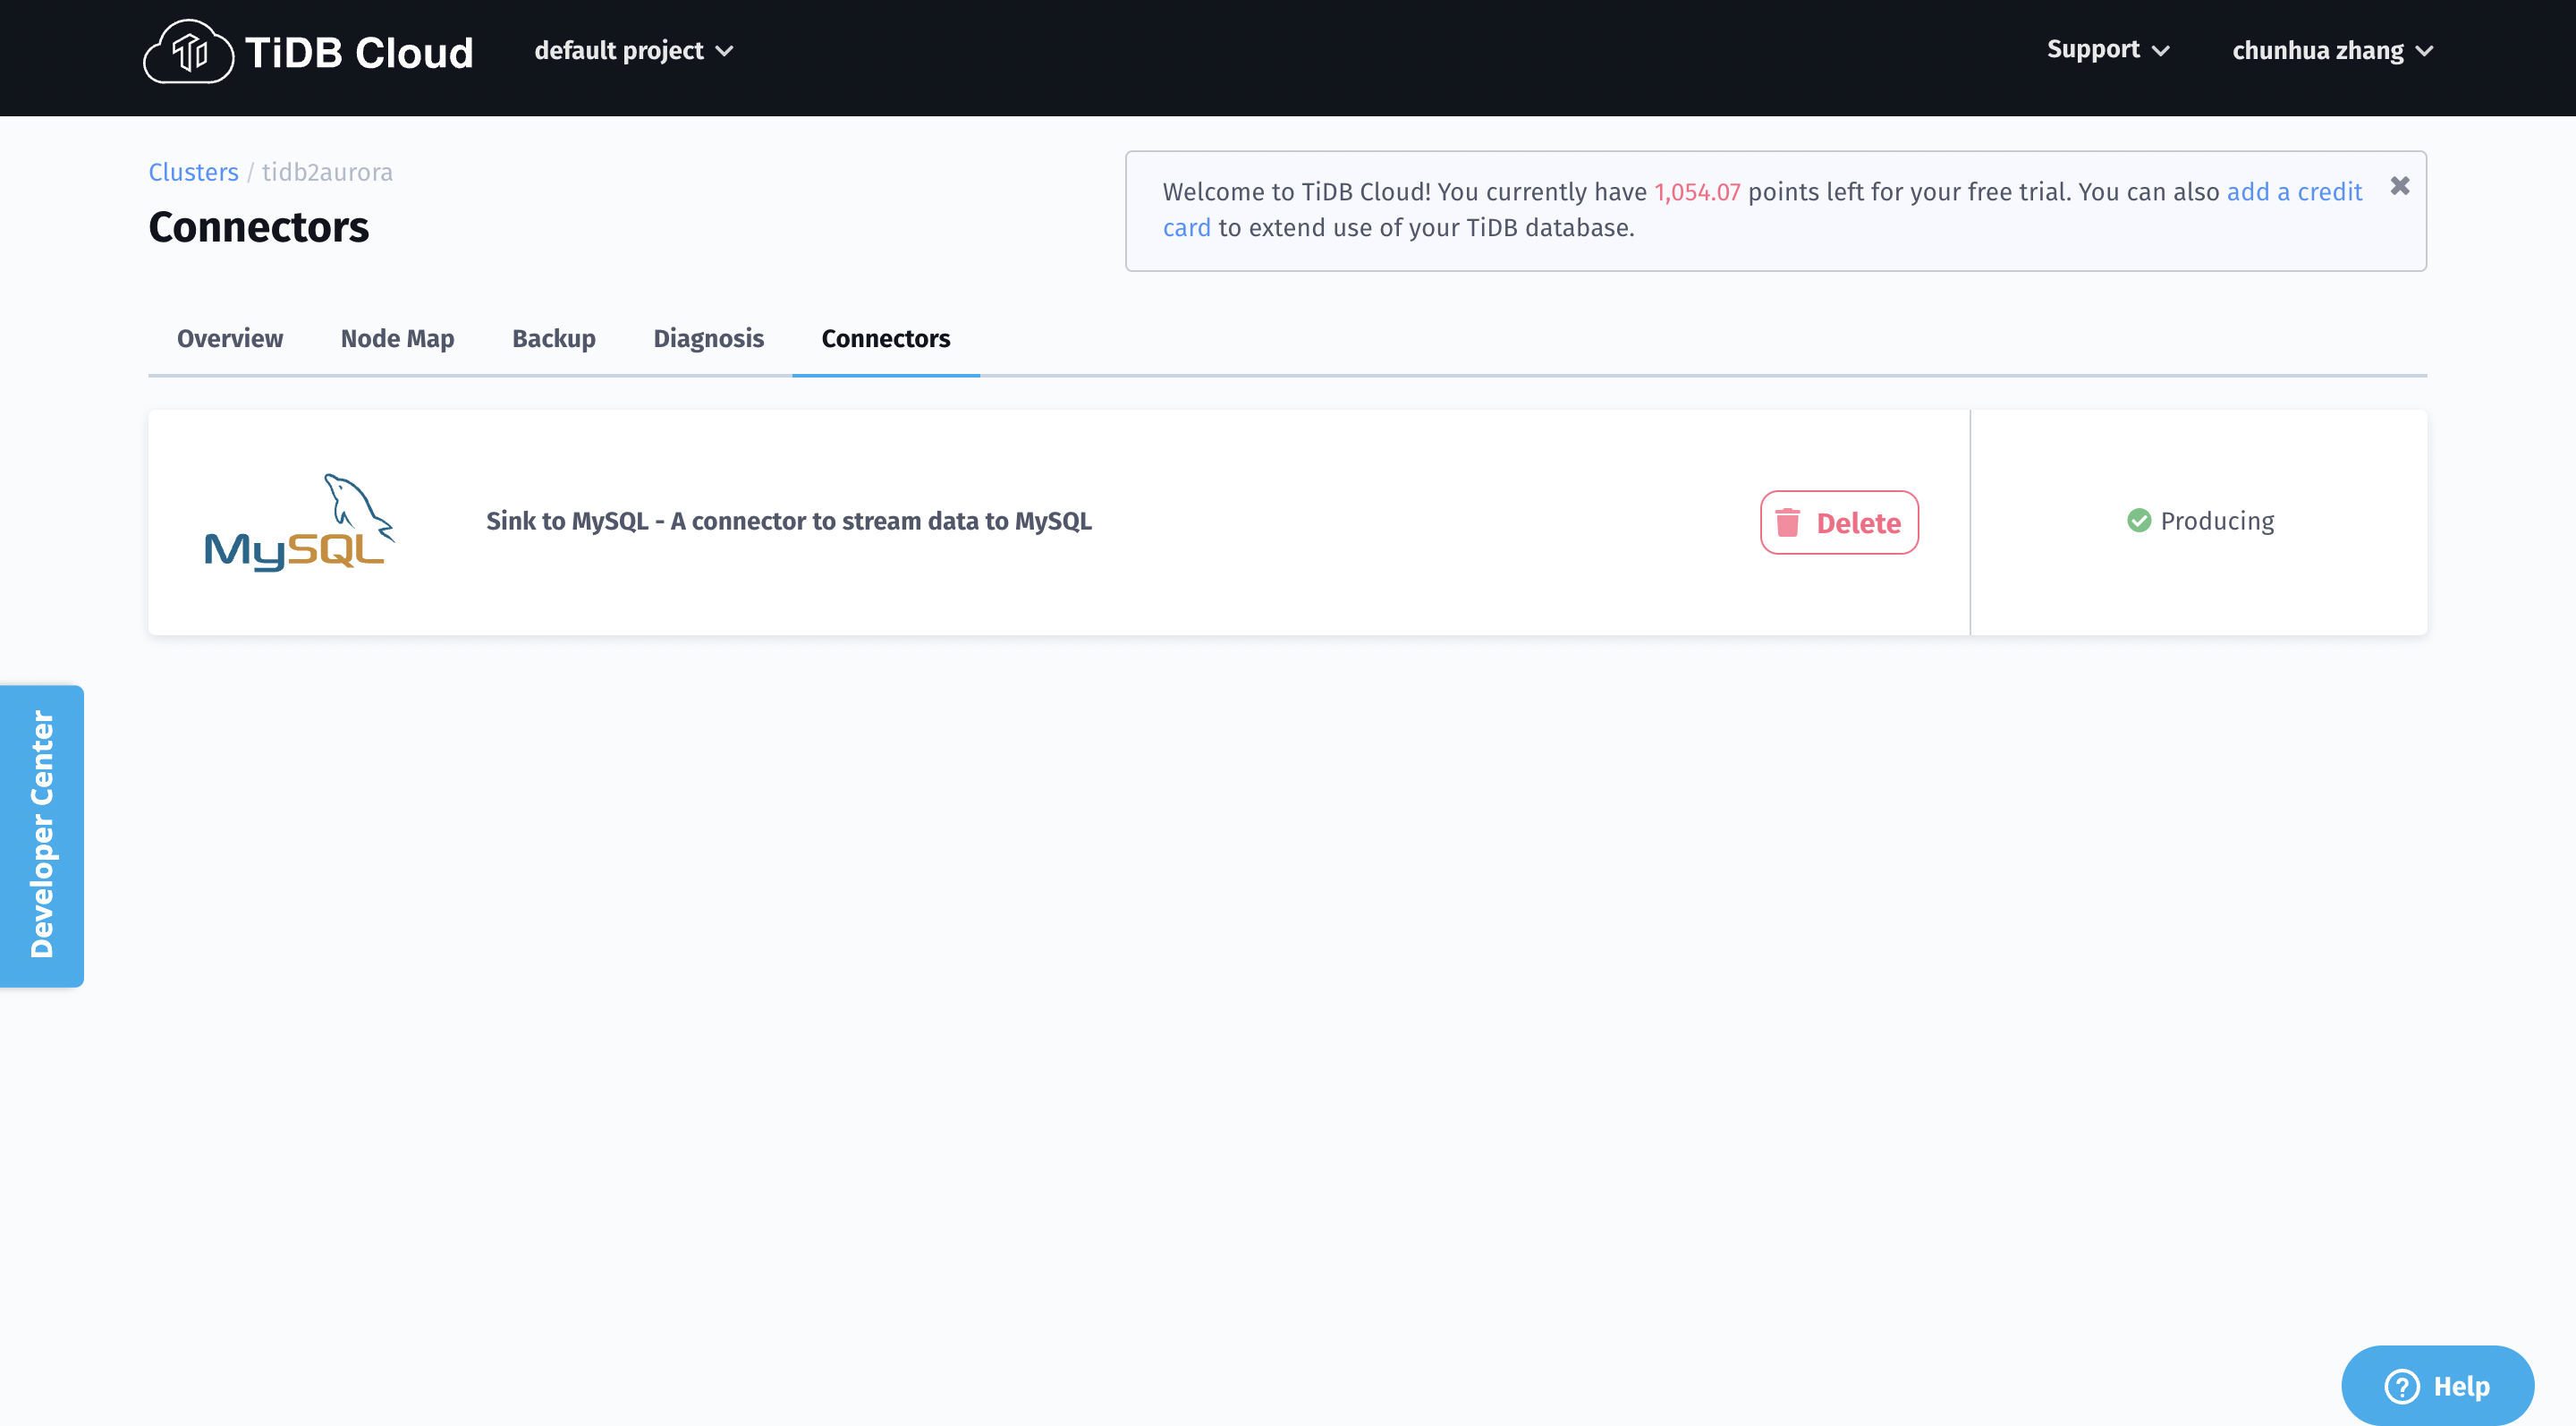 TiDB Cloud
default project
Support
chunhua zhang
Clusters / tidb2aurora
Connectors
Welcome to TiDB Cloud! You currently have 1,054.07 points left for your free trial. You can also add a credit
card to extend use of your TiDB database.
Overview
Node Map
Backup
Diagnosis
Connectors
MySQL
Sink to MySQL - A connector to stream data to MySQL
Delete
Producing
Developer Center
Help